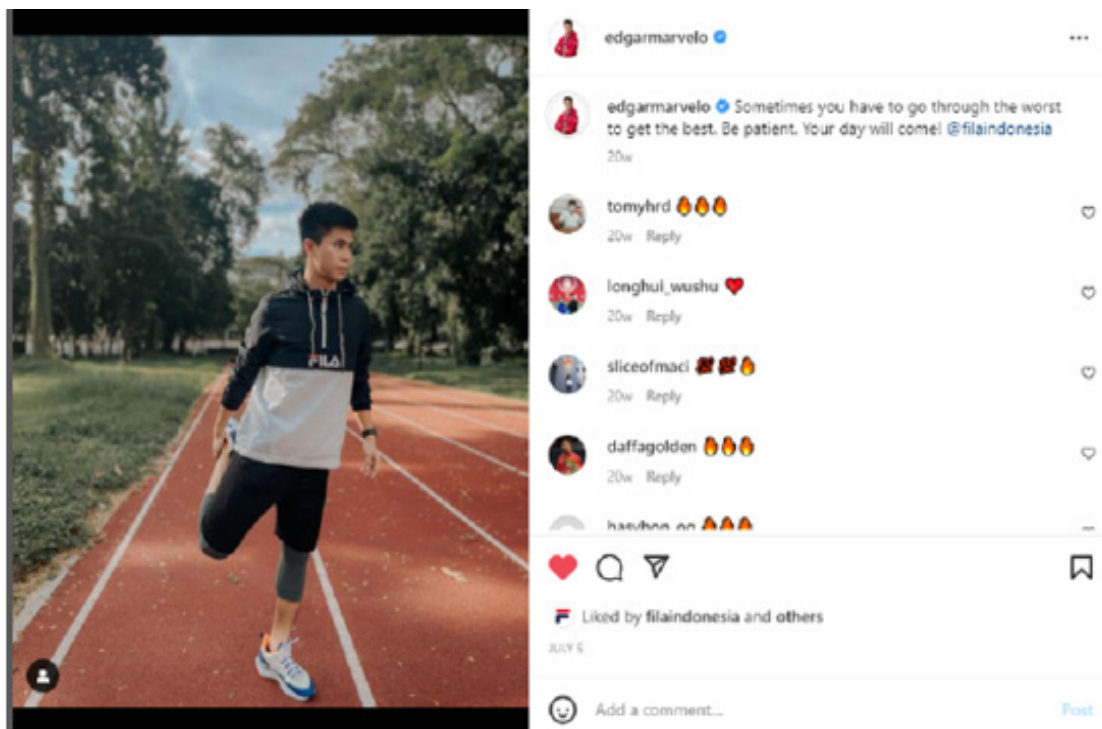 FILA
edgarmarvelo
edgarmarvelo Sometimes you have to go through the worst
to get the best. Be patient. Your day will come! @filaindonesia
20w
tomyhrd 🔥🔥🔥
20w Reply
longhui_wushu ❤️
20w Reply
sliceofmaci 💯💯🔥
20w Reply
daffagolden 🔥🔥🔥
20w Reply
🔥🔥🔥
Liked by filaindonesia and others
Add a comment...
Post